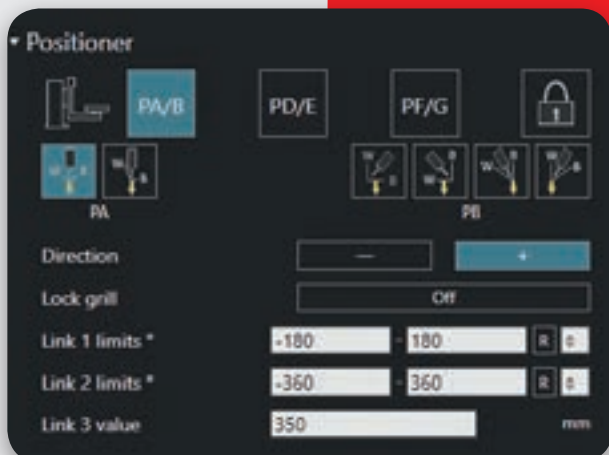 Positioner
PA/B PD/E PF/G
PA PB
Direction — +
Lock grill Off
Link 1 limits * -180 - 180 R
Link 2 limits * -360 - 360 R
Link 3 value 350 mm